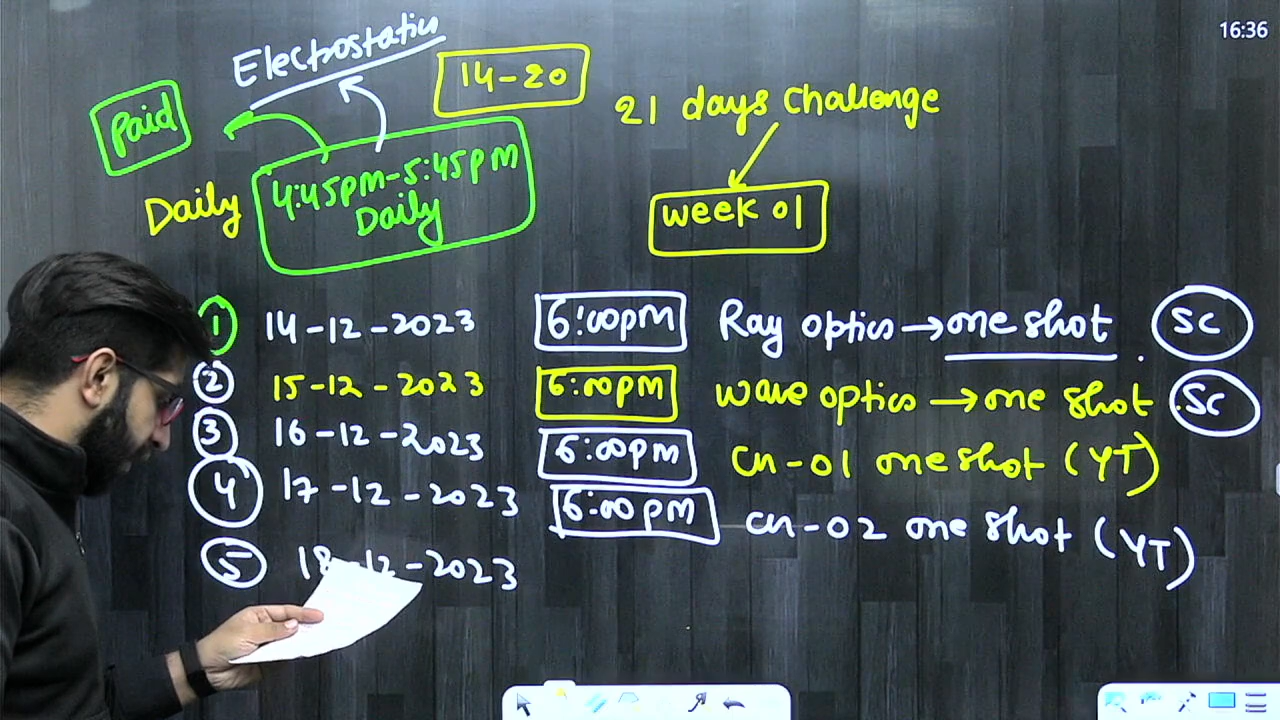 16:36
Electrostatics
14-20
21 days challenge
Paid
4:45pm-5:45pm
Daily
Daily
week 01
1 14-12-2023 6:00pm Ray optics → one shot SC
2 15-12-2023 6:00pm wave optics → one shot SC
3 16-12-2023 6:00pm CH-01 one shot (YT)
4 17-12-2023 6:00pm CH-02 one shot (YT)
5 18-12-2023